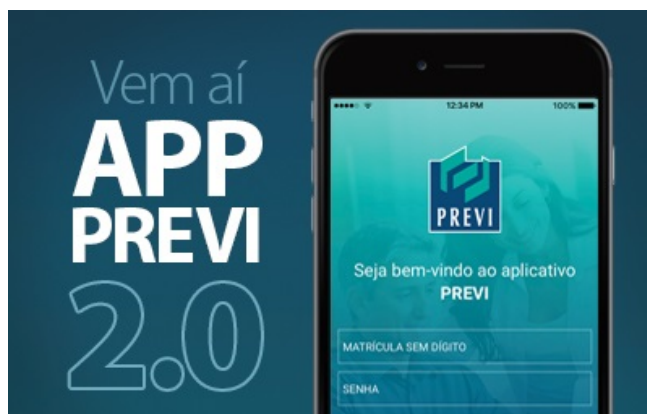 Vem aí
APP
PREVI
2.0
12:34 PM
100%
PREVI
Seja bem-vindo ao aplicativo
PREVI
MATRÍCULA SEM DÍGITO
SENHA